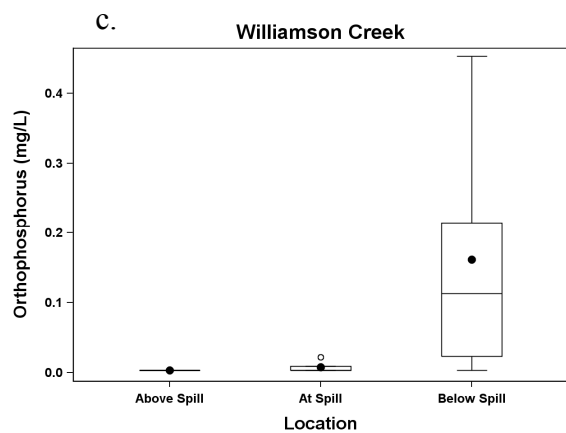 c.
Williamson Creek
Orthophosphorus (mg/L)
0.4
0.3
0.2
0.1
0.0
Above Spill
At Spill
Below Spill
Location